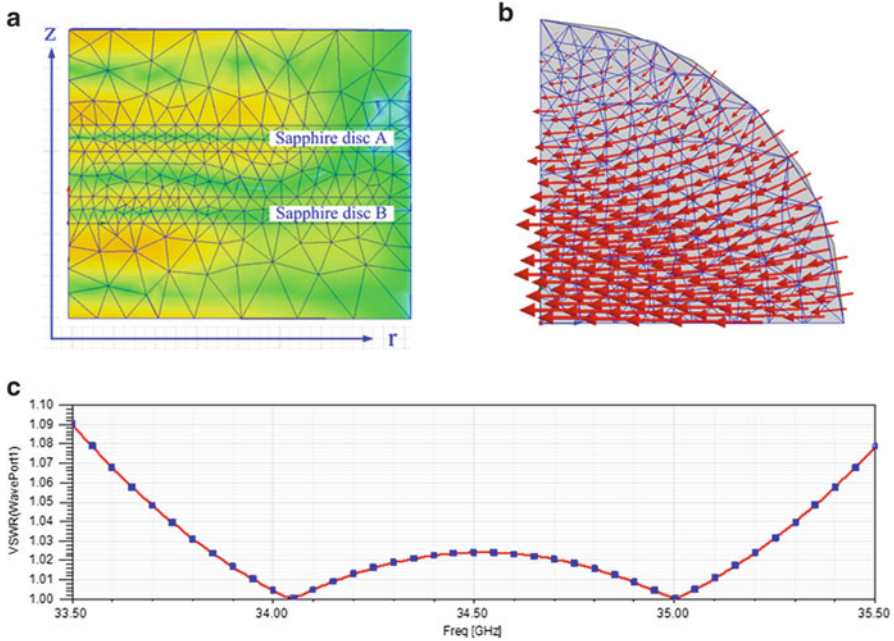 a
z
Sapphire disc A
Sapphire disc B
r
b
c
VSWR(WavePort1)
1.10
1.09
1.08
1.07
1.06
1.05
1.04
1.03
1.02
1.01
1.00
33.50
34.00
34.50
35.00
35.50
Freq [GHz]